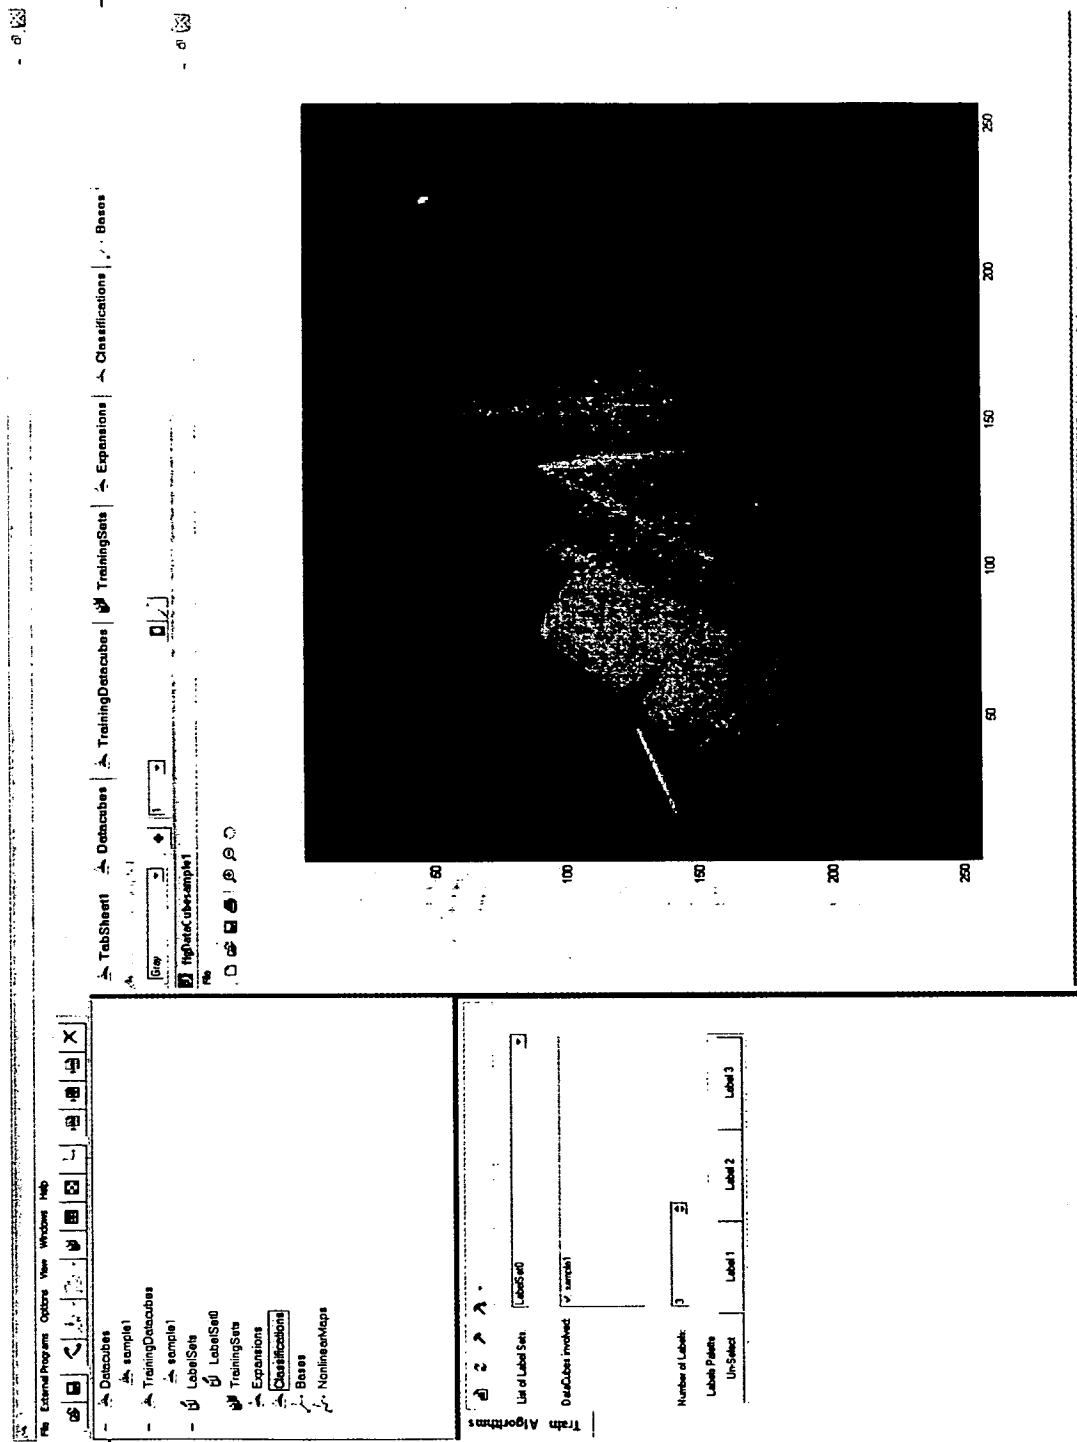 File External Programs Options View Windows Help
Datacubes
sample1
TrainingDatacubes
sample1
LabelSets
LabelSet0
TrainingSets
Expansions
Classifications
Bases
NonlinearMaps
Train Algorithms
List of Label Sets:
LabelSet0
DataCubes involved:
sample1
Number of Labels:
3
Labels Palette
Un-Select Label 1 Label 2 Label 3
TabSheet1 Datacubes TrainingDatacubes TrainingSets Expansions Classifications Bases
Gray 1
figDataCubesample1
File
50
100
150
200
250
50 100 150 200 250